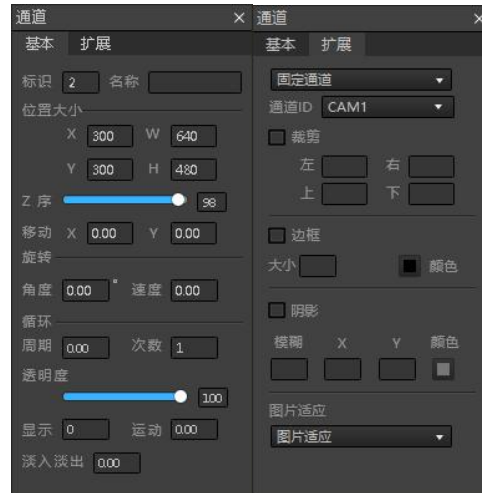 通道 ×
基本 扩展
标识 2 名称
位置大小
X 300 W 640
Y 300 H 480
Z 序 98
移动 X 0.00 Y 0.00
旋转
角度 0.00 ° 速度 0.00
循环
周期 0.00 次数 1
透明度
100
显示 0 运动 0.00
淡入淡出 0.00
通道 ×
基本 扩展
固定通道
通道ID CAM1
裁剪
左 右
上 下
边框
大小 颜色
阴影
模糊 X Y 颜色
图片适应
图片适应